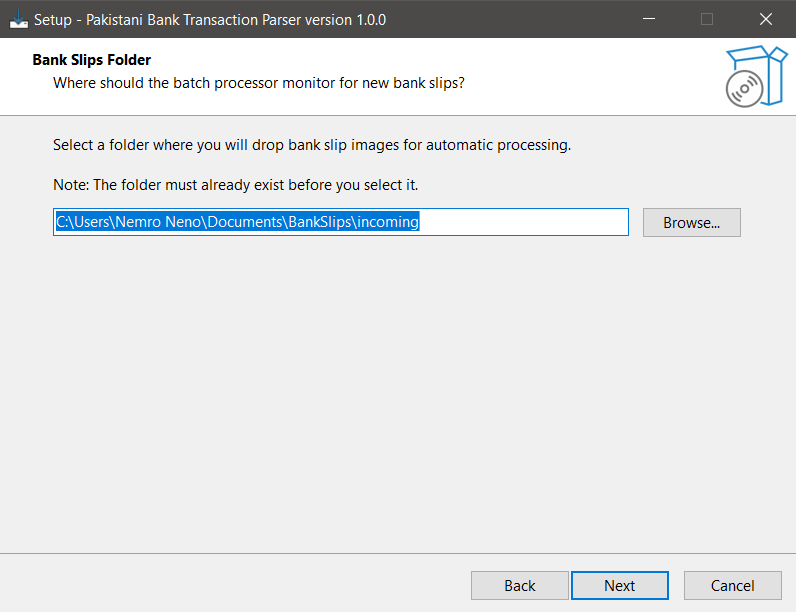 Setup - Pakistani Bank Transaction Parser version 1.0.0
Bank Slips Folder
Where should the batch processor monitor for new bank slips?
Select a folder where you will drop bank slip images for automatic processing.
Note: The folder must already exist before you select it.
C:\Users\Nemro Neno\Documents\BankSlips\incoming
Browse...
Back
Next
Cancel